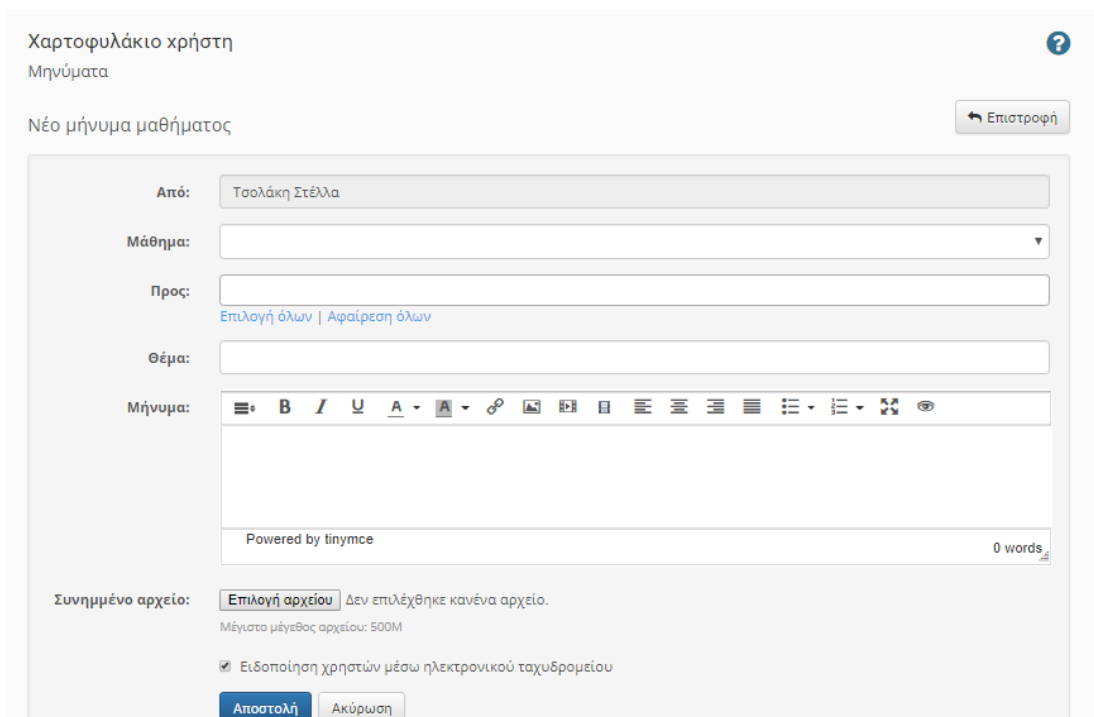 Χαρτοφυλάκιο χρήστη
Μηνύματα
Νέο μήνυμα μαθήματος
Επιστροφή
Από: Τσολάκη Στέλλα
Μάθημα:
Προς:
Επιλογή όλων | Αφαίρεση όλων
Θέμα:
Μήνυμα: B I U A A
Powered by tinymce
0 words
Συνημμένο αρχείο: Επιλογή αρχείου Δεν επιλέχθηκε κανένα αρχείο.
Μέγιστο μέγεθος αρχείου: 500M
Ειδοποίηση χρηστών μέσω ηλεκτρονικού ταχυδρομείου
Αποστολή Ακύρωση